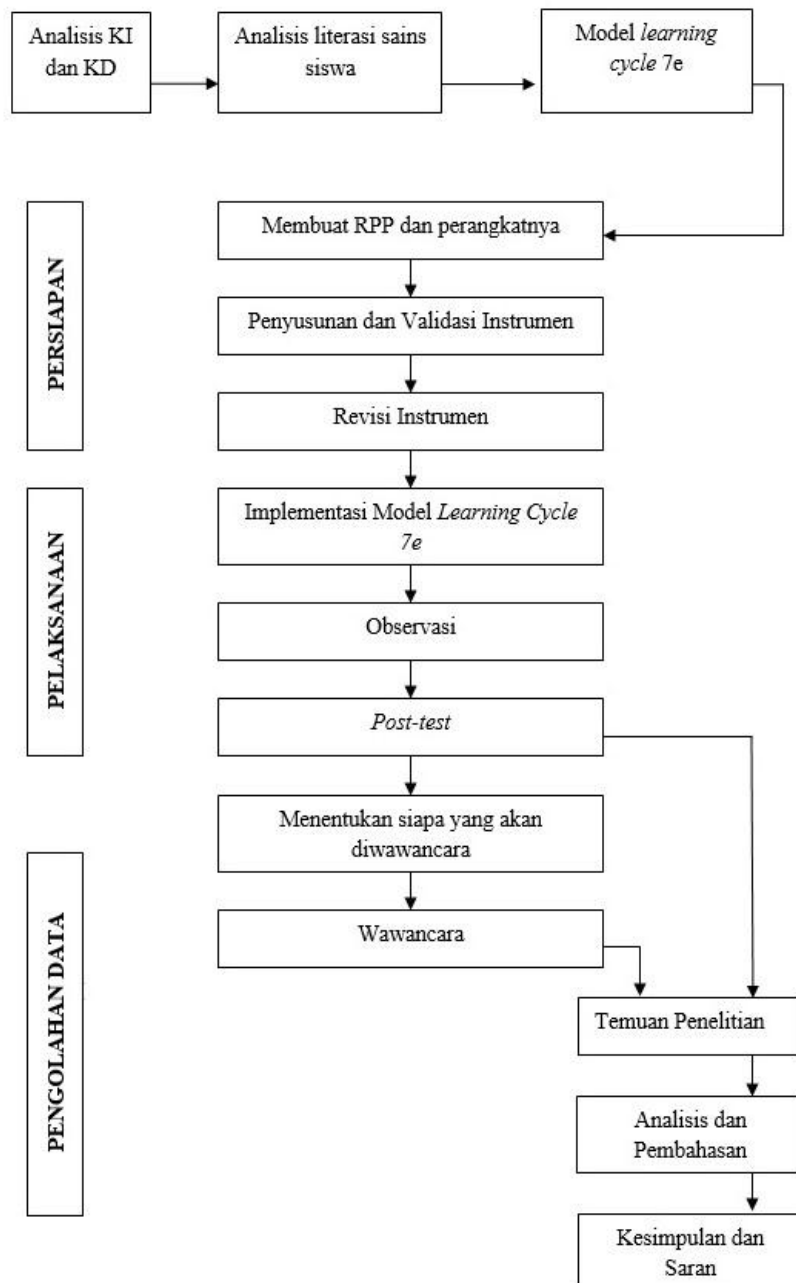 Analisis KI
dan KD
Analisis literasi sains
siswa
Model learning
cycle 7e
PERSIAPAN
Membuat RPP dan perangkatnya
Penyusunan dan Validasi Instrumen
Revisi Instrumen
PELAKSANAAN
Implementasi Model Learning Cycle
7e
Observasi
Post-test
PENGOLAHAN DATA
Menentukan siapa yang akan
diwawancara
Wawancara
Temuan Penelitian
Analisis dan
Pembahasan
Kesimpulan dan
Saran